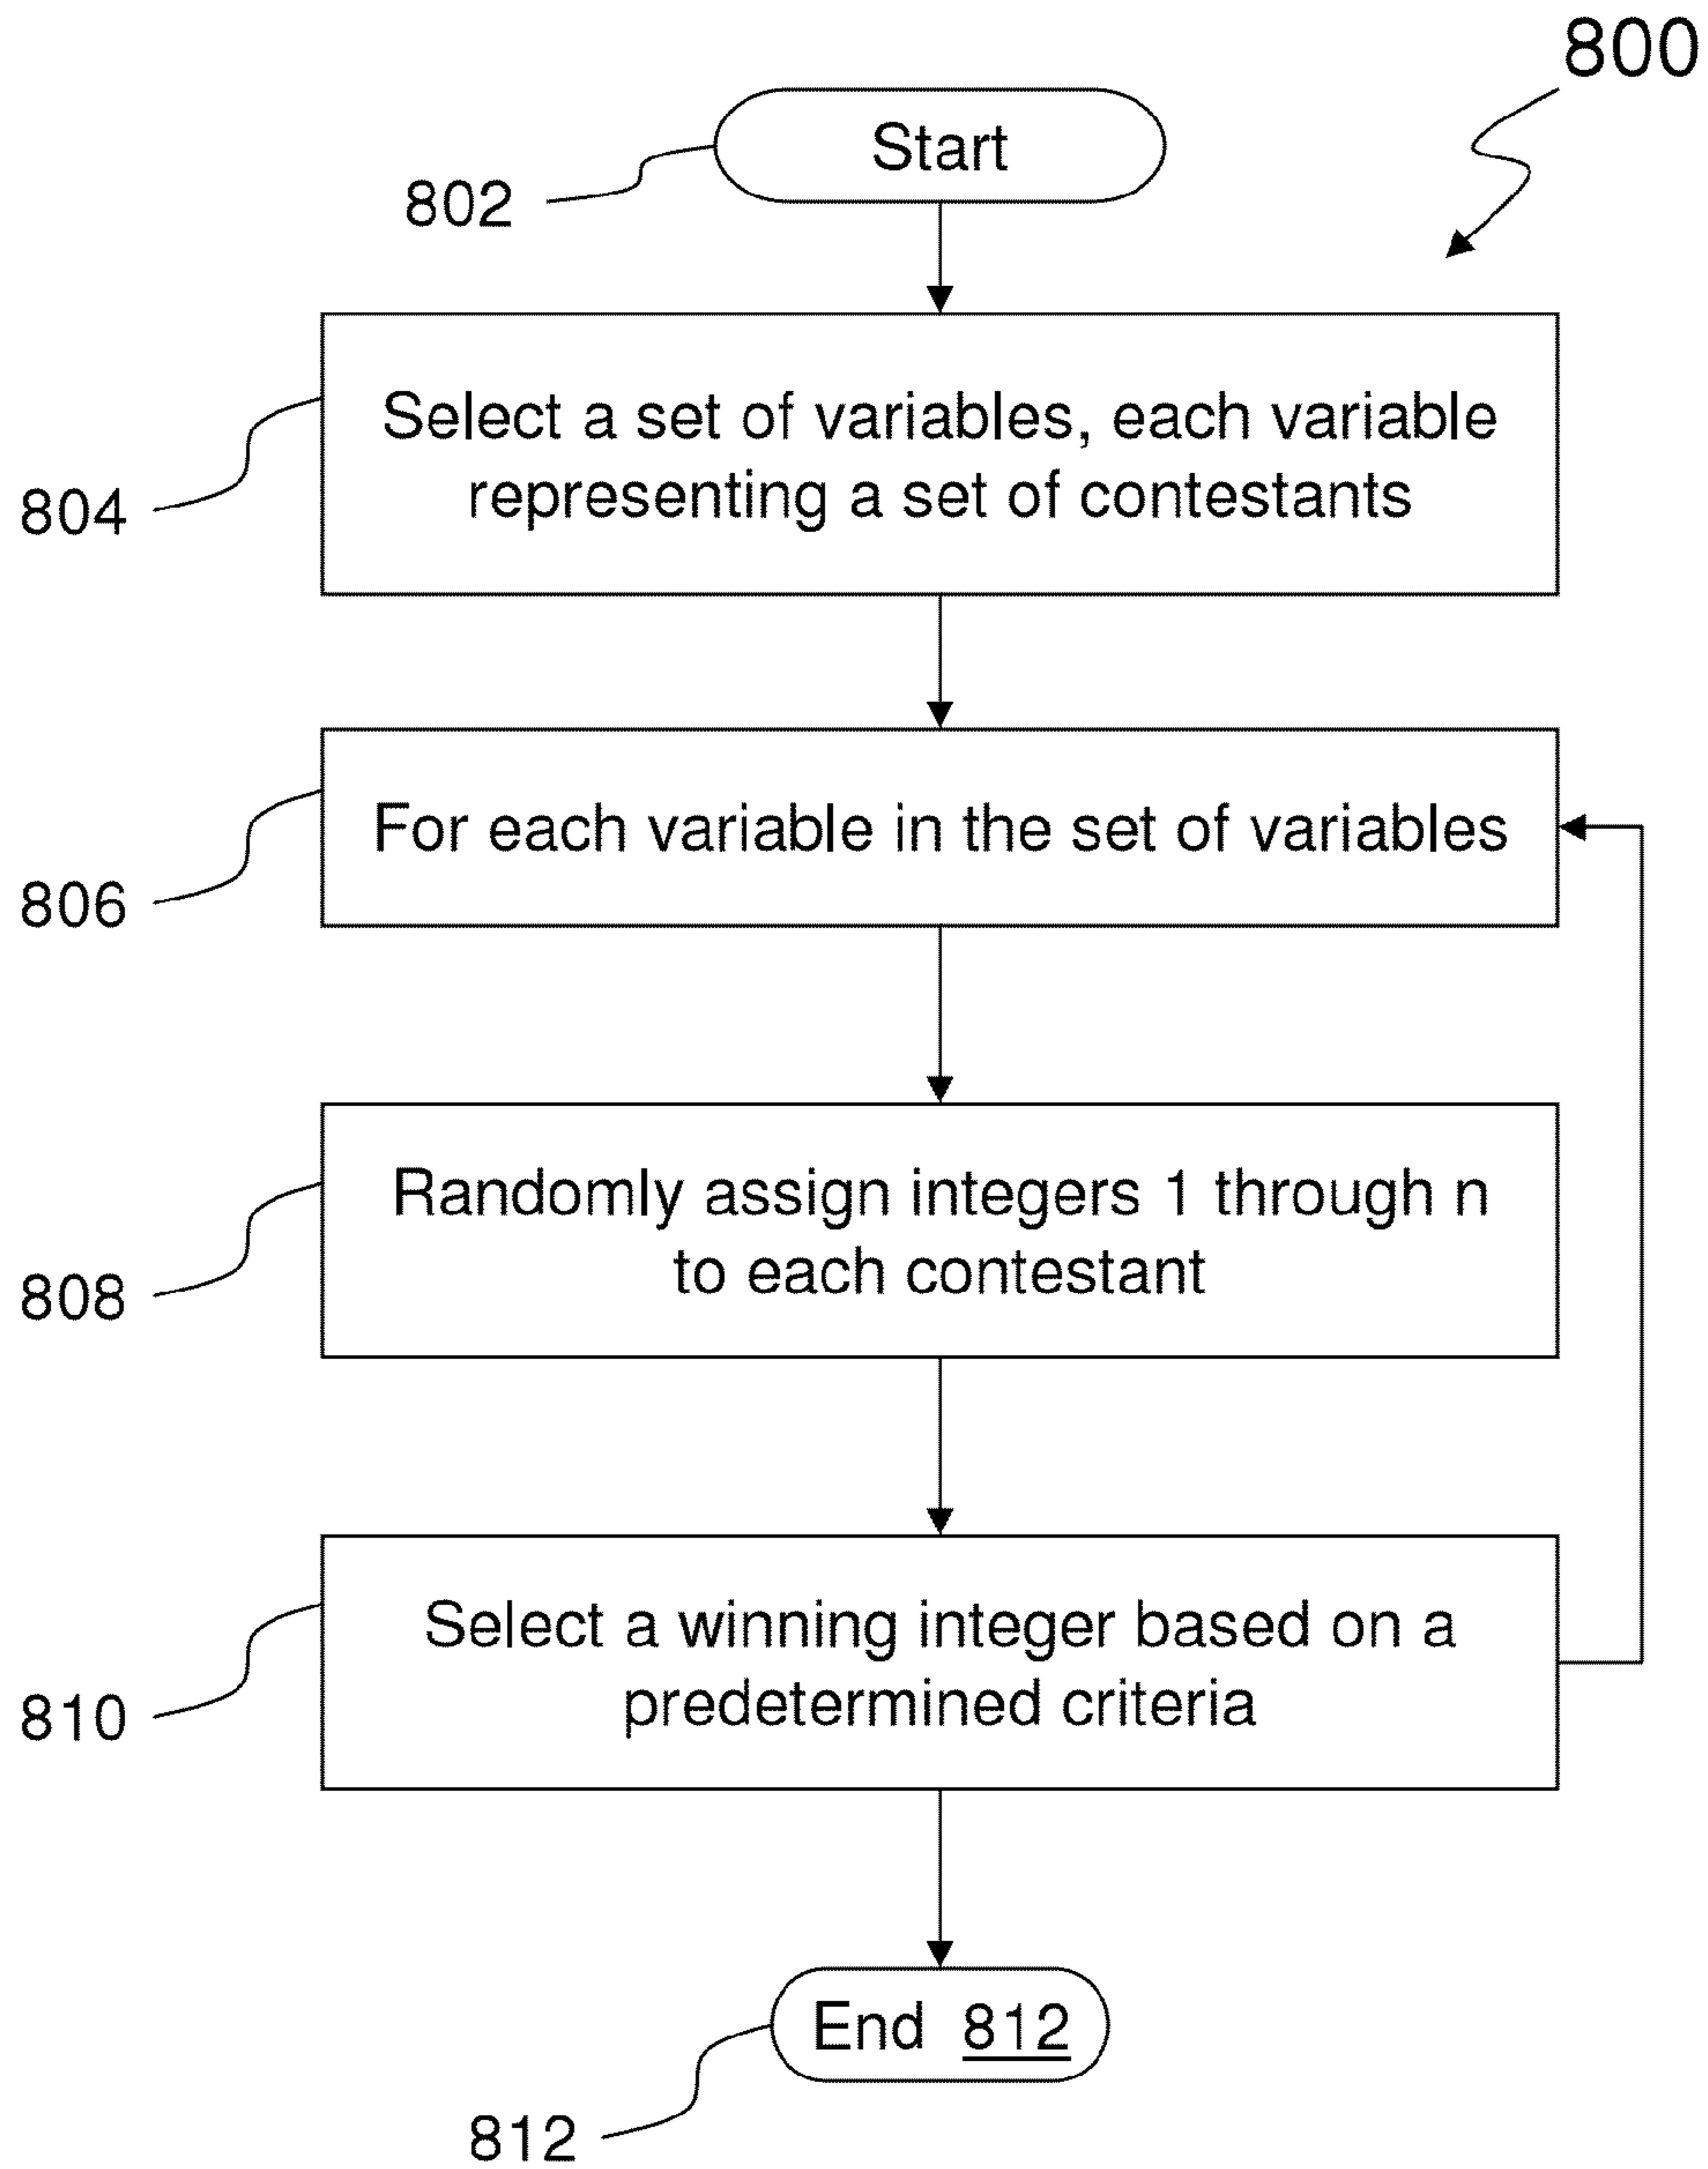 800
Start
802
Select a set of variables, each variable
representing a set of contestants
804
For each variable in the set of variables
806
Randomly assign integers 1 through n
to each contestant
808
Select a winning integer based on a
predetermined criteria
810
End 812
812